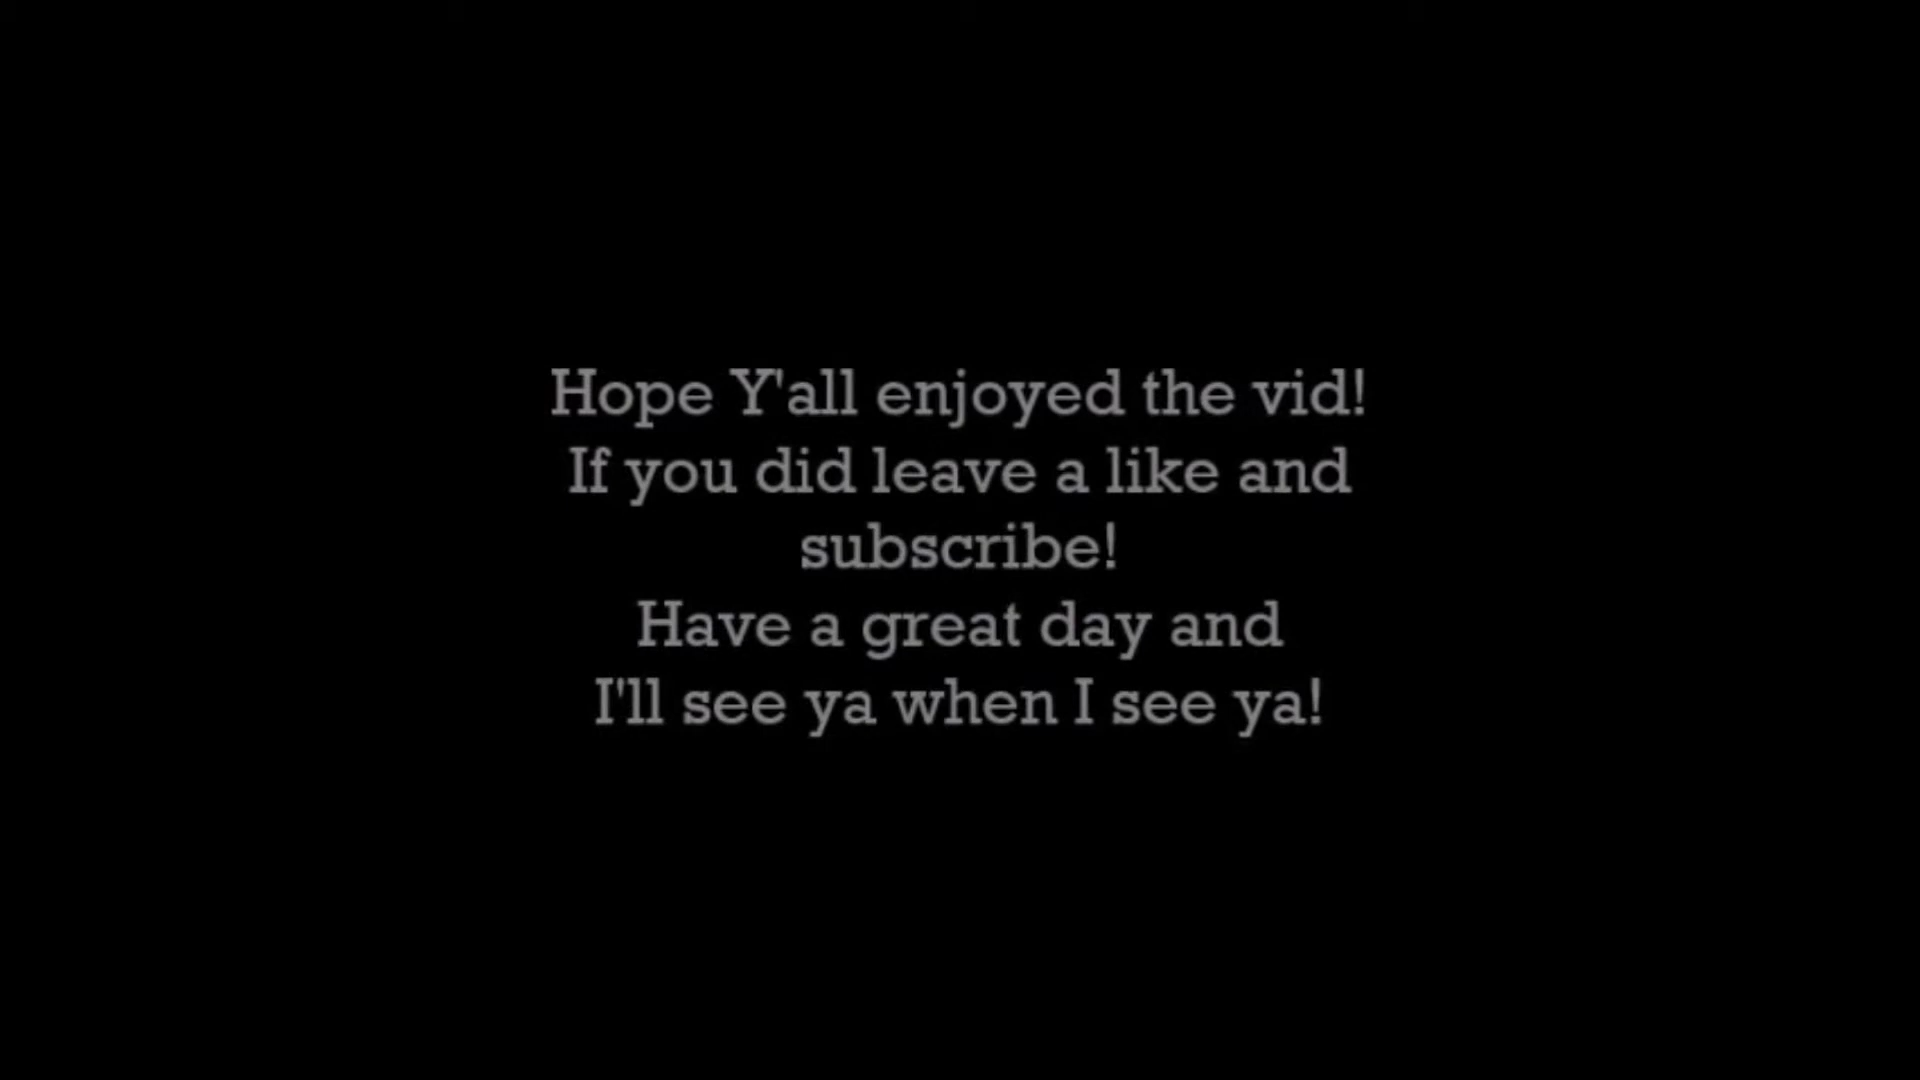 Hope Y'all enjoyed the vid!
If you did leave a like and
subscribe!
Have a great day and
I'll see ya when I see ya!